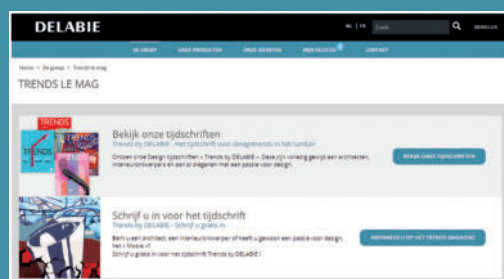 DELABIE
NL | FR Zoek
DE GROEP ONZE PRODUCTEN ONZE DIENSTEN MIJN SELECTIE CONTACT
Home > De groep > Trends le mag
TRENDS LE MAG
TRENDS
TRENDS
Bekijk onze tijdschriften
Trends by DELABIE - Het tijdschrift voor designtrends in het sanitair
Ontdek onze Design tijdschriften « Trends by DELABIE ». Deze zijn volledig gewijd aan architecten,
interieurontwerpers en aan al diegenen met een passie voor design.
BEKIJK ONZE TIJDSCHRIFTEN
Schrijf u in voor het tijdschrift
Trends by DELABIE - Schrijf u gratis in
Bent u een architect, een interieurontwerper of heeft u gewoon een passie voor design,
het « Mooie »?
Schrijf u gratis in voor het tijdschrift Trends by DELABIE !
ABONNEER U OP HET TRENDS MAGAZINE